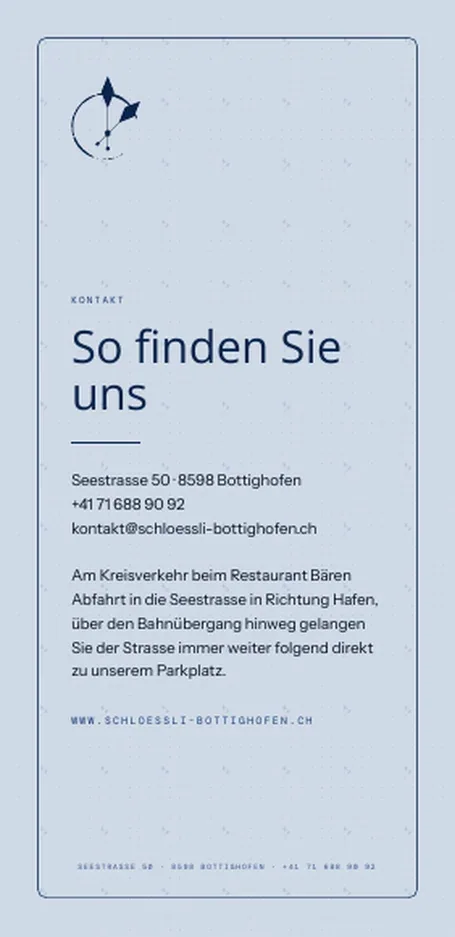 KONTAKT
So finden Sie
uns
Seestrasse 50 · 8598 Bottighofen
+41 71 688 90 92
kontakt@schloessli-bottighofen.ch
Am Kreisverkehr beim Restaurant Bären
Abfahrt in die Seestrasse in Richtung Hafen,
über den Bahnübergang hinweg gelangen
Sie der Strasse immer weiter folgend direkt
zu unserem Parkplatz.
WWW.SCHLOESSLI-BOTTIGHOFEN.CH
SEESTRASSE 50 · 8598 BOTTIGHOFEN · +41 71 688 90 92